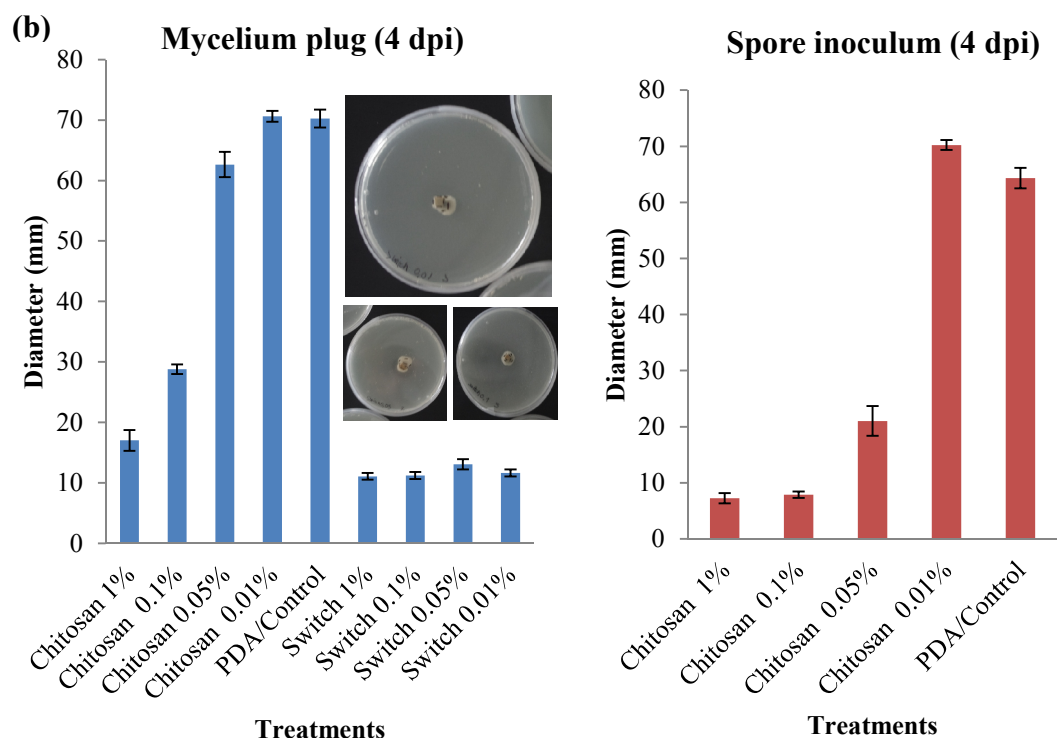 (b)
Mycelium plug (4 dpi)
80
70
60
50
40
30
20
10
0
Diameter (mm)
Chitosan 1%
Chitosan 0.1%
Chitosan 0.05%
Chitosan 0.01%
PDA/Control
Switch 1%
Switch 0.1%
Switch 0.05%
Switch 0.01%
Treatments
Spore inoculum (4 dpi)
80
70
60
50
40
30
20
10
0
Diameter (mm)
Chitosan 1%
Chitosan 0.1%
Chitosan 0.05%
Chitosan 0.01%
PDA/Control
Treatments